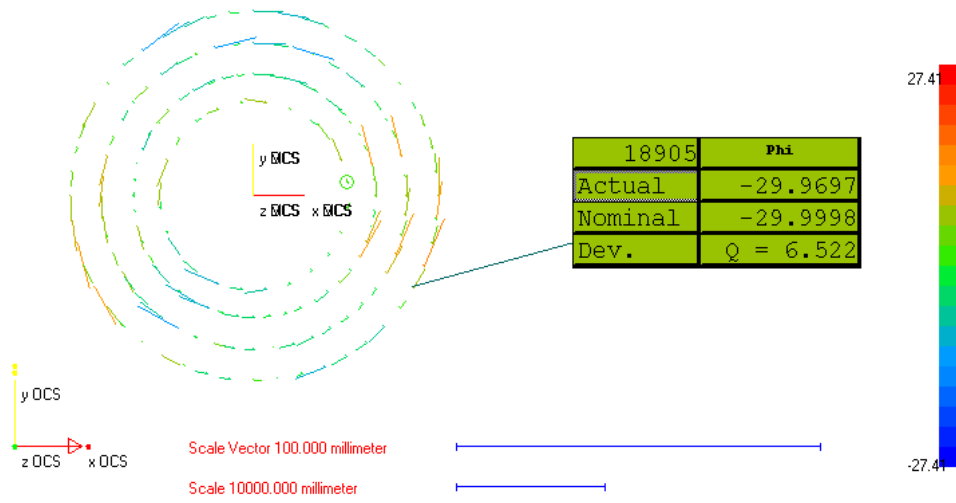 27.41
18905 Phi
Actual -29.9697
Nominal -29.9998
Dev. Q = 6.522
y MCS
z MCS x MCS
y OCS
z OCS x OCS
Scale Vector 100.000 millimeter
Scale 10000.000 millimeter
-27.41